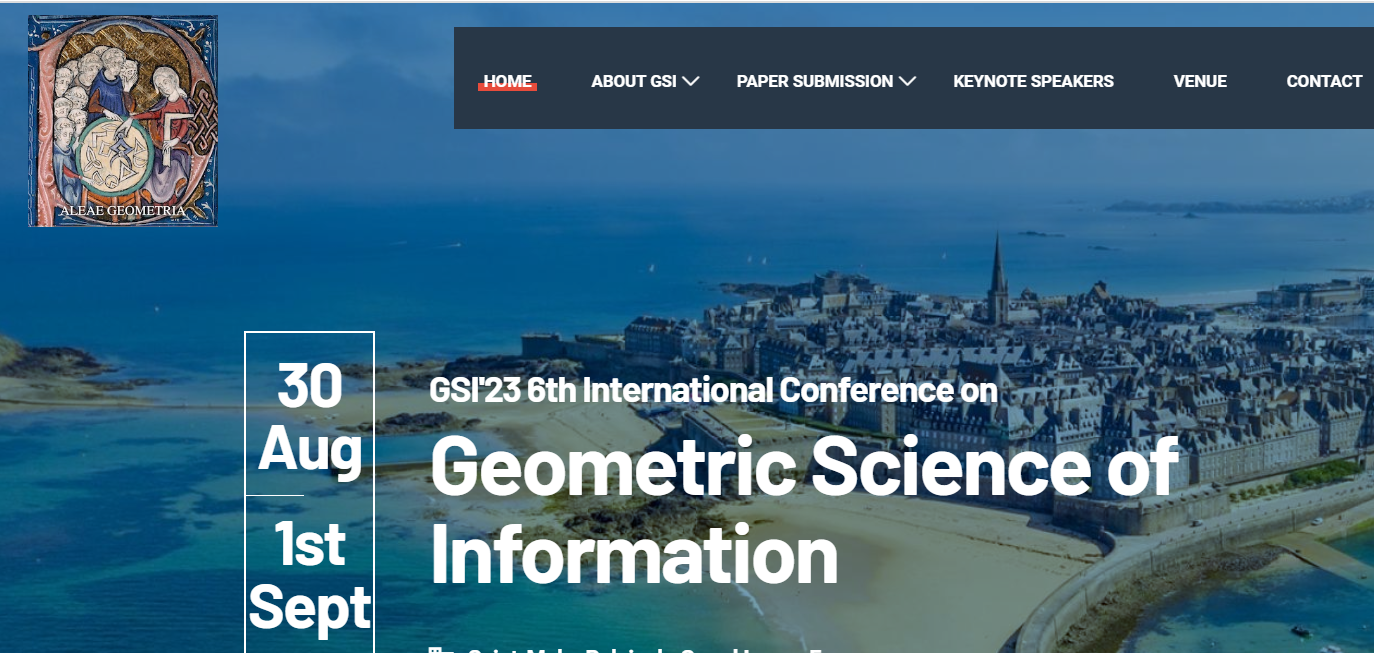 ALEAE GEOMETRIA
HOME
ABOUT GSI
PAPER SUBMISSION
KEYNOTE SPEAKERS
VENUE
CONTACT
30
Aug
1st
Sept
GSI'23 6th International Conference on
Geometric Science of
Information